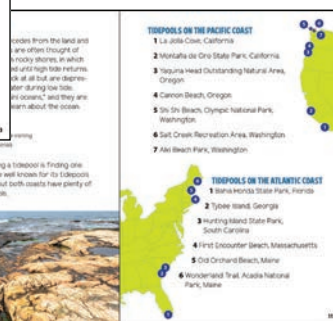 ecedes from the land and
s are often thought of
n rocky shores, in which
ed until high tide returns.
ck at all but are depres-
ater during low tide.
ini oceans," and they are
earn about the ocean.
g a tidepool is finding one
e well known for its tidepools
out both coasts have plenty of
TIDEPOOLS ON THE PACIFIC COAST
1 La Jolla Cove, California
2 Montaña de Oro State Park, California
3 Yaquina Head Outstanding Natural Area,
Oregon
4 Cannon Beach, Oregon
5 Shi Shi Beach, Olympic National Park,
Washington
6 Salt Creek Recreation Area, Washington
7 Alki Beach Park, Washington
TIDEPOOLS ON THE ATLANTIC COAST
1 Bahia Honda State Park, Florida
2 Tybee Island, Georgia
3 Hunting Island State Park,
South Carolina
4 First Encounter Beach, Massachusetts
5 Old Orchard Beach, Maine
6 Wonderland Trail, Acadia National
Park, Maine